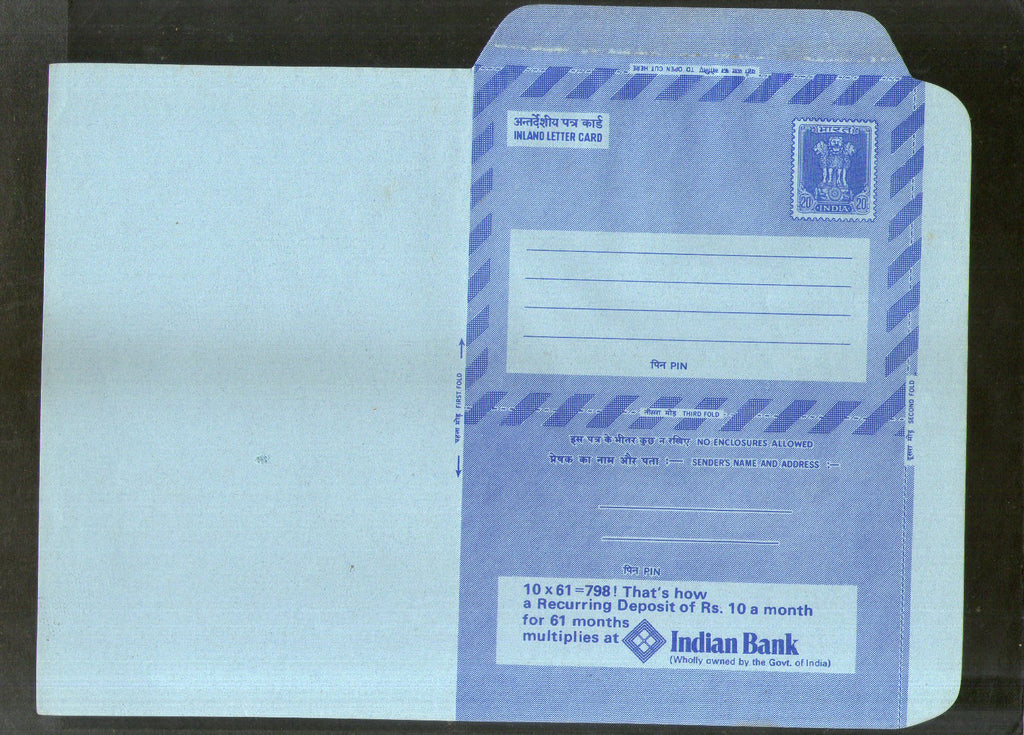 यहां काट कर खोलिए TO OPEN CUT HERE
अन्तर्देशीय पत्र कार्ड
INLAND LETTER CARD
भारत
20 INDIA 20
पिन PIN
पहला मोड़ FIRST FOLD
दूसरा मोड़ SECOND FOLD
तीसरा मोड़ THIRD FOLD
इस पत्र के भीतर कुछ न रखिए NO ENCLOSURES ALLOWED
प्रेषक का नाम और पता :— SENDER'S NAME AND ADDRESS :—
पिन PIN
10 x 61 = 798! That's how
a Recurring Deposit of Rs. 10 a month
for 61 months
multiplies at Indian Bank
(Wholly owned by the Govt. of India)